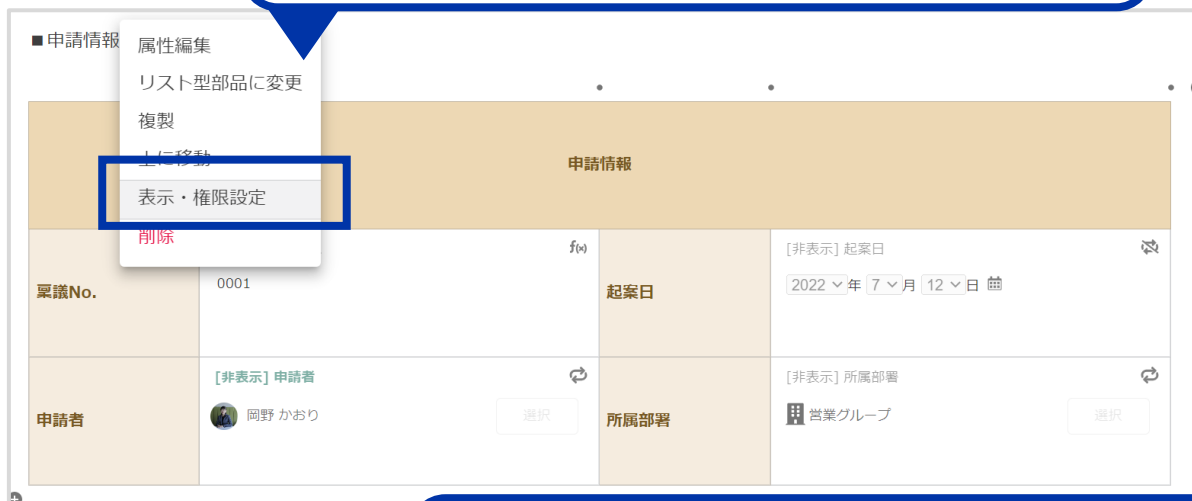 ■申請情報
属性編集
リスト型部品に変更
複製
上に移動
表示・権限設定
削除
申請情報
稟議No.
f(x)
0001
起案日
[非表示] 起案日
2022 年 7 月 12 日
申請者
[非表示] 申請者
岡野 かおり
選択
所属部署
[非表示] 所属部署
営業グループ
選択